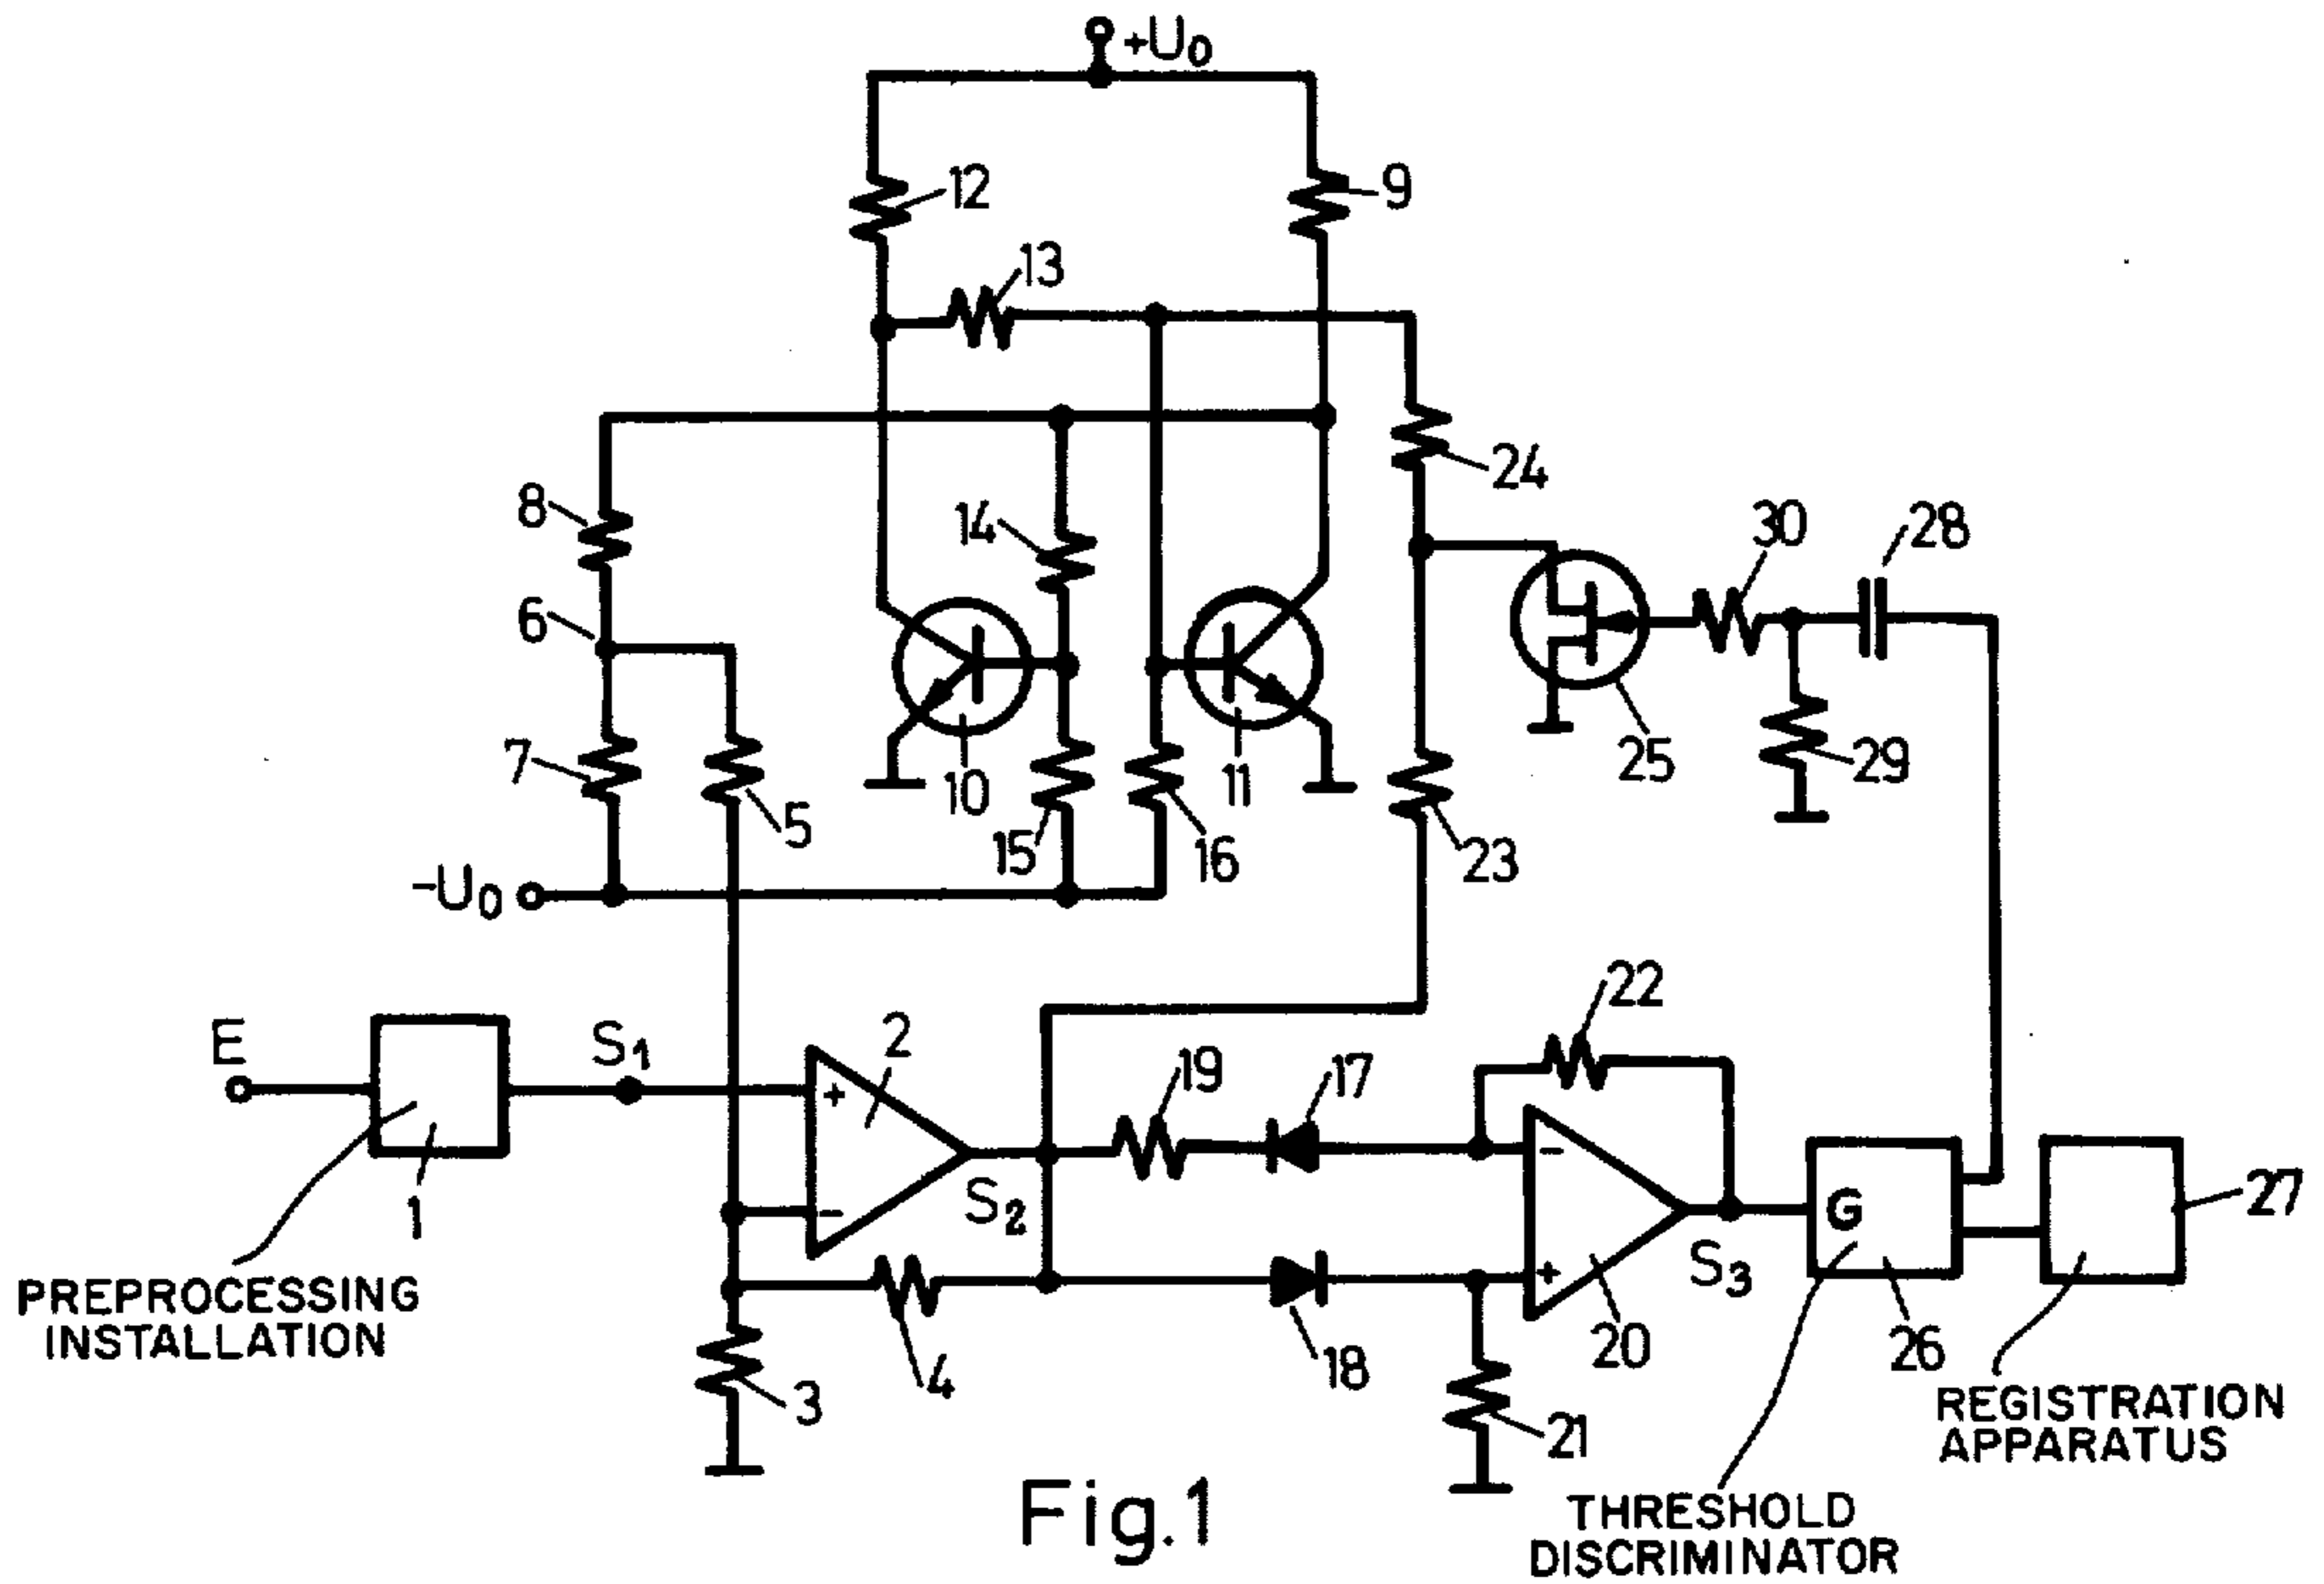 +U0
12
9
13
24
8
14
30
28
6
7
5
10
11
25
29
15
16
23
-U0
22
E
S1
2
19
17
+
-
1
S2
-
G
27
+
S3
PREPROCESSING
INSTALLATION
4
18
20
26
3
21
REGISTRATION
APPARATUS
Fig.1
THRESHOLD
DISCRIMINATOR